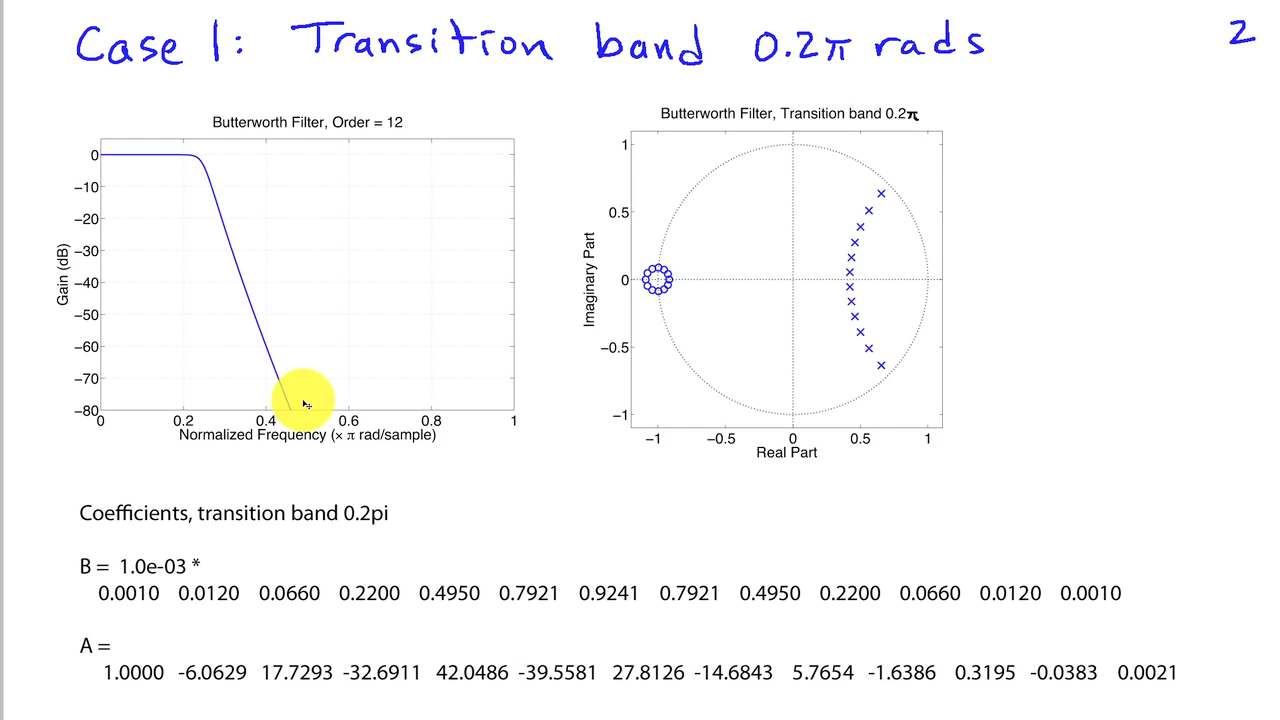 Case 1: Transition band 0.2π rads
2
Butterworth Filter, Order = 12
0
−10
−20
−30
−40
−50
−60
−70
−80
Gain (dB)
0 0.2 0.4 0.6 0.8 1
Normalized Frequency (× π rad/sample)
Butterworth Filter, Transition band 0.2π
1
0.5
0
−0.5
−1
Imaginary Part
−1 −0.5 0 0.5 1
Real Part
Coefficients, transition band 0.2pi
B = 1.0e-03 *
0.0010 0.0120 0.0660 0.2200 0.4950 0.7921 0.9241 0.7921 0.4950 0.2200 0.0660 0.0120 0.0010
A =
1.0000 -6.0629 17.7293 -32.6911 42.0486 -39.5581 27.8126 -14.6843 5.7654 -1.6386 0.3195 -0.0383 0.0021